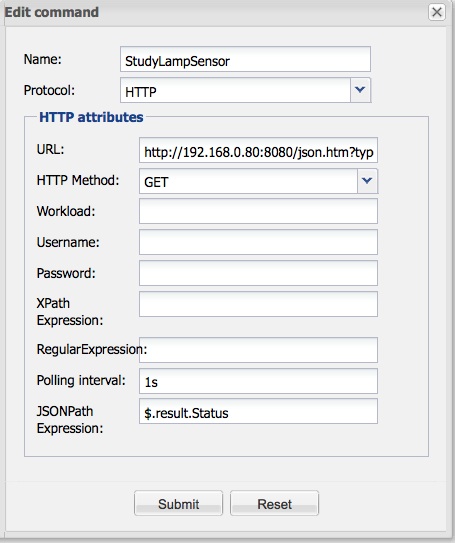 Edit command
Name: StudyLampSensor
Protocol: HTTP
HTTP attributes
URL: http://192.168.0.80:8080/json.htm?typ
HTTP Method: GET
Workload:
Username:
Password:
XPath
Expression:
RegularExpression:
Polling interval: 1s
JSONPath $.result.Status
Expression:
Submit Reset